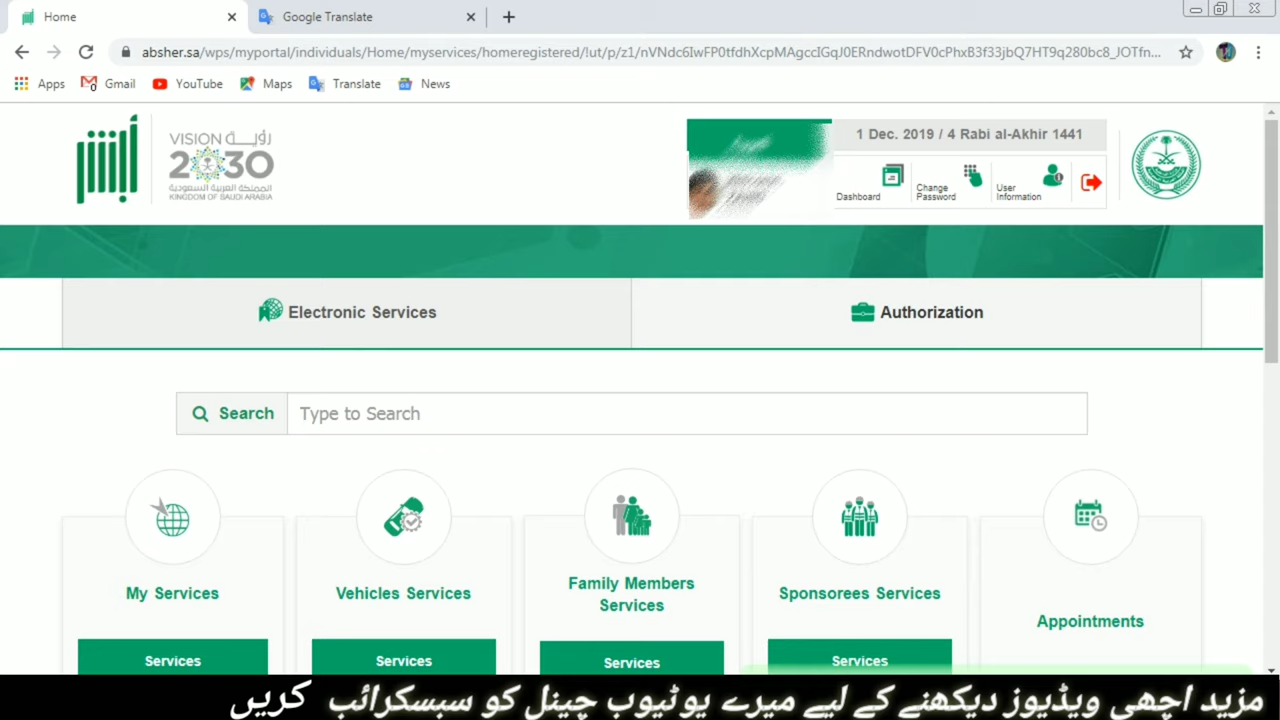 Home
Google Translate
absher.sa/wps/myportal/individuals/Home/myservices/homeregistered/lut/p/z1/nVNdc6IwFP0tfdhXcpMAgccIGqJ0ERndwotDFV0cPhxB3f33jbQ7HT9q280bc8_JOTfn...
Apps Gmail YouTube Maps Translate News
أبشر
VISION رؤية
2030
المملكة العربية السعودية
KINGDOM OF SAUDI ARABIA
1 Dec. 2019 / 4 Rabi al-Akhir 1441
Dashboard
Change Password
User Information
Electronic Services
Authorization
Search Type to Search
My Services
Vehicles Services
Family Members Services
Sponsorees Services
Appointments
Services
Services
Services
Services
مزید اچھی ویڈیوز دیکھنے کے لیے میرے یوٹیوب چینل کو سبسکرائب کریں